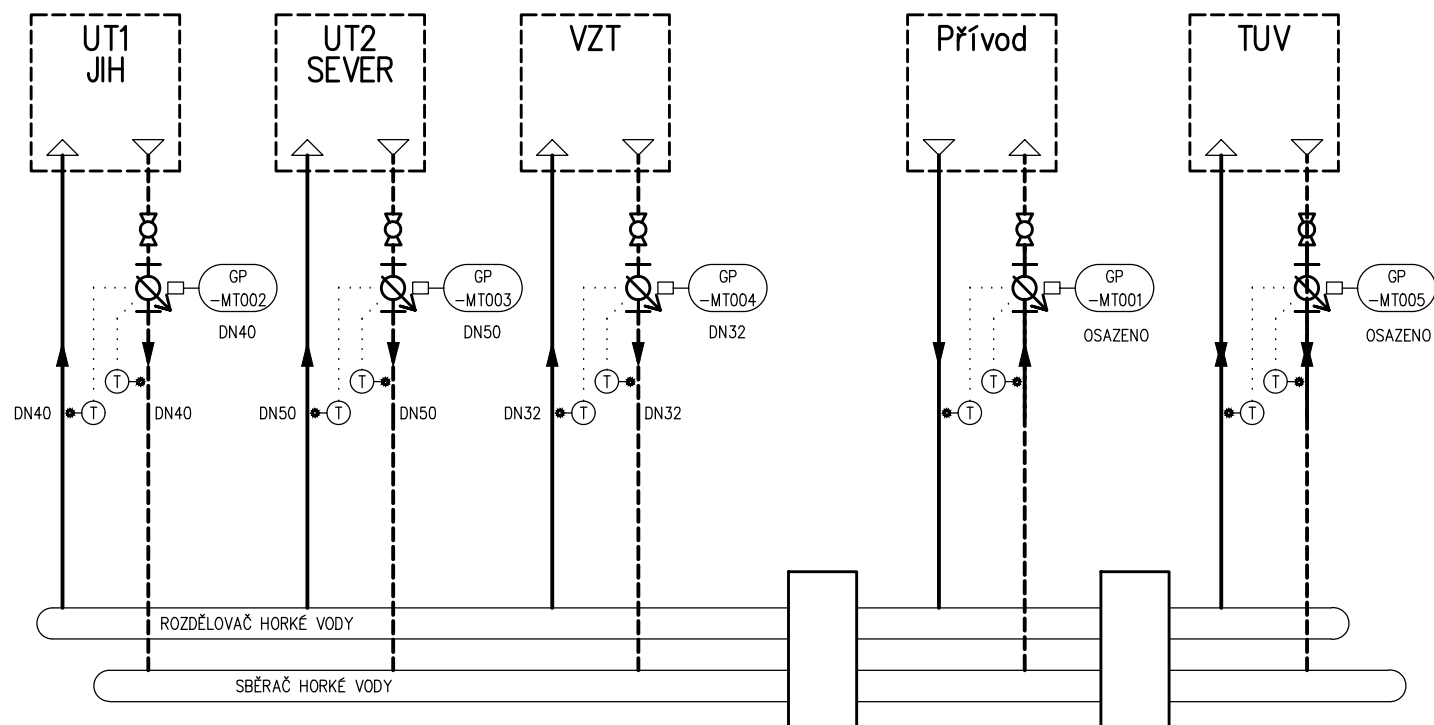 UT1
JIH
UT2
SEVER
VZT
Přívod
TUV
GP
-MT002
DN40
GP
-MT003
DN50
GP
-MT004
DN32
GP
-MT001
OSAZENO
GP
-MT005
OSAZENO
T
T
T
T
T
DN40
T
DN40
DN50
T
DN50
DN32
T
DN32
T
T
ROZDĚLOVAČ HORKÉ VODY
SBĚRAČ HORKÉ VODY